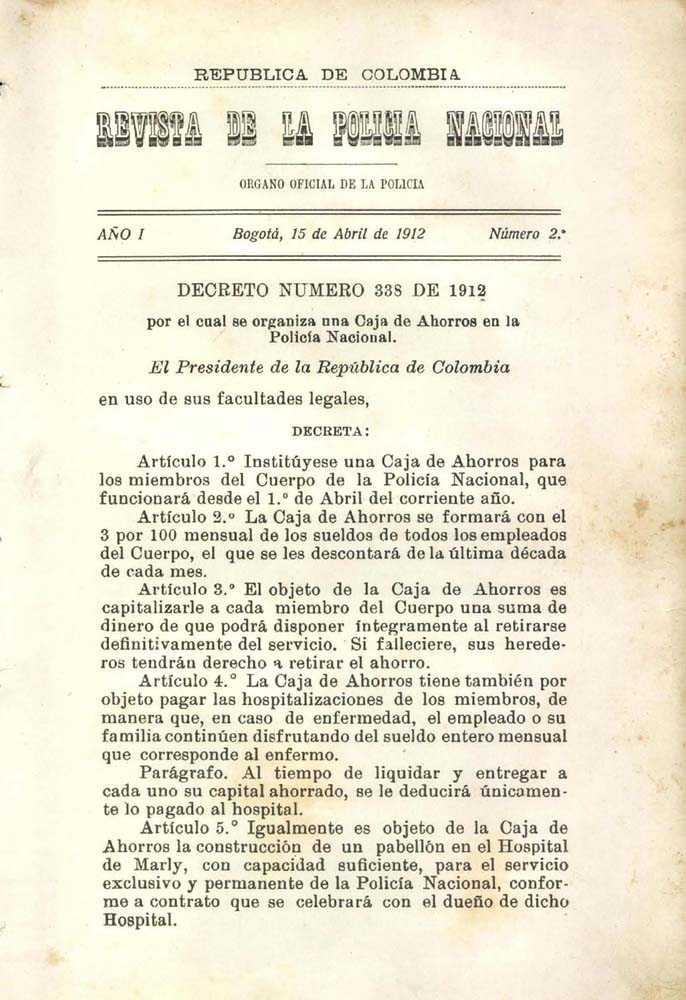 REPUBLICA DE COLOMBIA
REVISTA DE LA POLICIA NACIONAL
ORGANO OFICIAL DE LA POLICIA
AÑO I Bogotá, 15 de Abril de 1912 Número 2.º
DECRETO NUMERO 338 DE 1912
por el cual se organiza una Caja de Ahorros en la
Policía Nacional.
El Presidente de la República de Colombia
en uso de sus facultades legales,
DECRETA:
Artículo 1.º Institúyese una Caja de Ahorros para
los miembros del Cuerpo de la Policía Nacional, que
funcionará desde el 1.º de Abril del corriente año.
Artículo 2.º La Caja de Ahorros se formará con el
3 por 100 mensual de los sueldos de todos los empleados
del Cuerpo, el que se les descontará de la última década
de cada mes.
Artículo 3.º El objeto de la Caja de Ahorros es
capitalizarle a cada miembro del Cuerpo una suma de
dinero de que podrá disponer íntegramente al retirarse
definitivamente del servicio. Si falleciere, sus herede-
ros tendrán derecho a retirar el ahorro.
Artículo 4.º La Caja de Ahorros tiene también por
objeto pagar las hospitalizaciones de los miembros, de
manera que, en caso de enfermedad, el empleado o su
familia continúen disfrutando del sueldo entero mensual
que corresponde al enfermo.
Parágrafo. Al tiempo de liquidar y entregar a
cada uno su capital ahorrado, se le deducirá únicamen-
te lo pagado al hospital.
Artículo 5.º Igualmente es objeto de la Caja de
Ahorros la construcción de un pabellón en el Hospital
de Marly, con capacidad suficiente, para el servicio
exclusivo y permanente de la Policía Nacional, confor-
me a contrato que se celebrará con el dueño de dicho
Hospital.